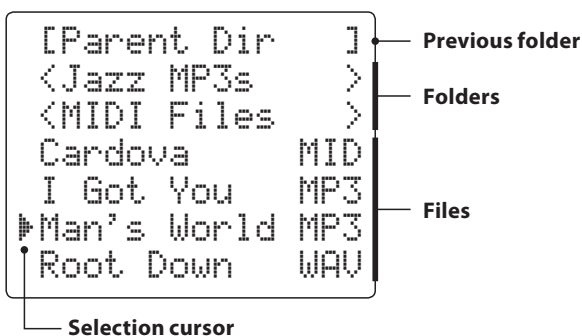 [Parent Dir ]
Previous folder
<Jazz MP3s >
<MIDI Files >
Folders
Cardova MID
I Got You MP3
Man's World MP3
Root Down WAV
Files
Selection cursor